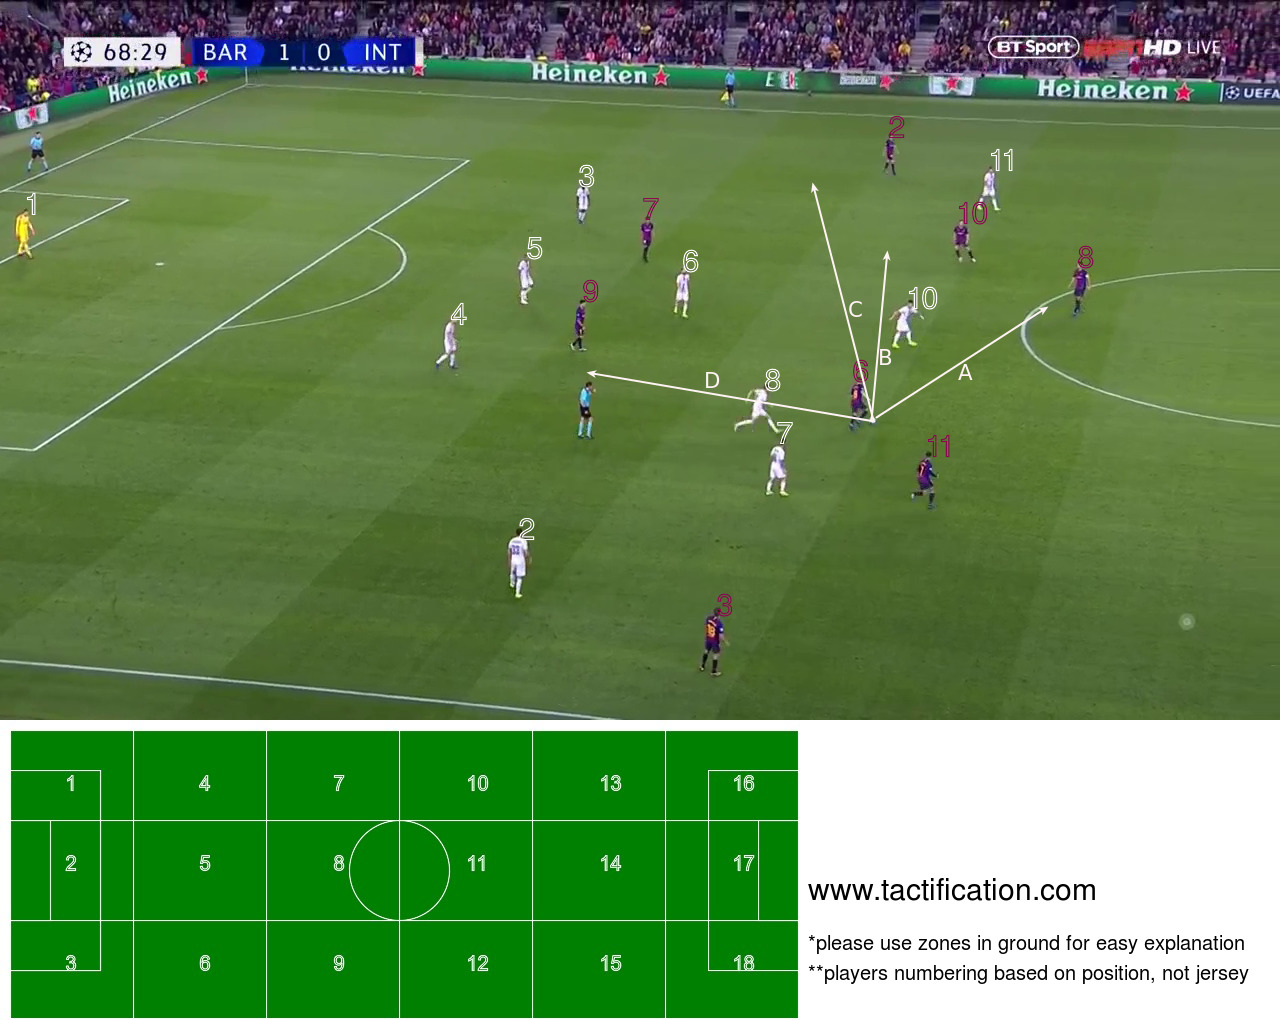 68:29 BAR 1 0 INT
BT Sport ESPN HD LIVE
Heineken
Heineken
Heineken
Heineken
UEFA
2
11
3
1
7
10
5
6
8
9
10
4
C
B
6
A
D
8
7
11
2
3
1 4 7 10 13 16
2 5 8 11 14 17
3 6 9 12 15 18
www.tactification.com
*please use zones in ground for easy explanation
**players numbering based on position, not jersey